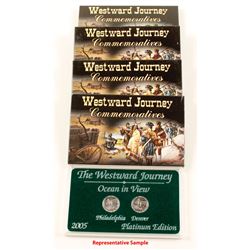 Westward Journey
Commemoratives
Westward Journey
Commemoratives
Westward Journey
Commemoratives
Westward Journey
Commemoratives
The Westward Journey
Ocean in View
Philadelphia Denver
2005 Platinum Edition
Representative Sample